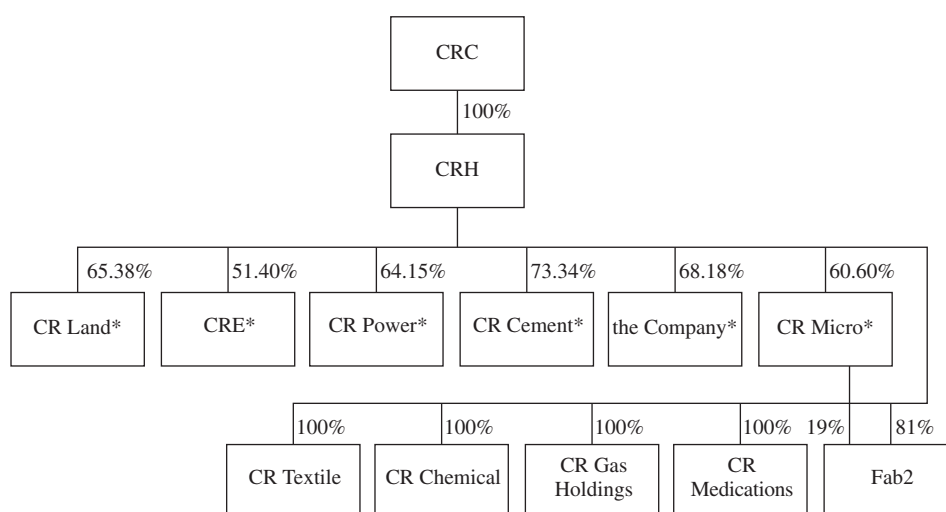 CRC
100%
CRH
65.38%
51.40%
64.15%
73.34%
68.18%
60.60%
CR Land*
CRE*
CR Power*
CR Cement*
the Company*
CR Micro*
100%
100%
100%
100%
19%
81%
CR Textile
CR Chemical
CR Gas
Holdings
CR
Medications
Fab2